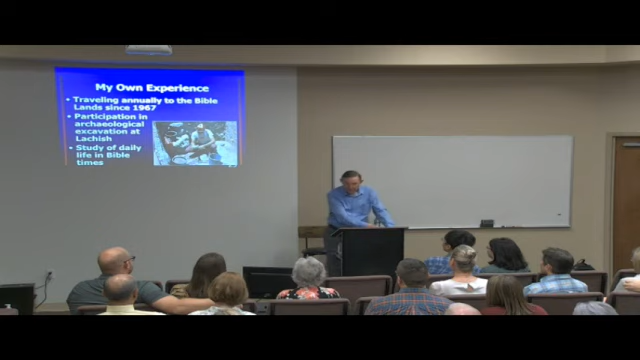 My Own Experience
• Traveling annually to the Bible
Lands since 1967
• Participation in
archaeological
excavation at
Lachish
• Study of daily
life in Bible
times